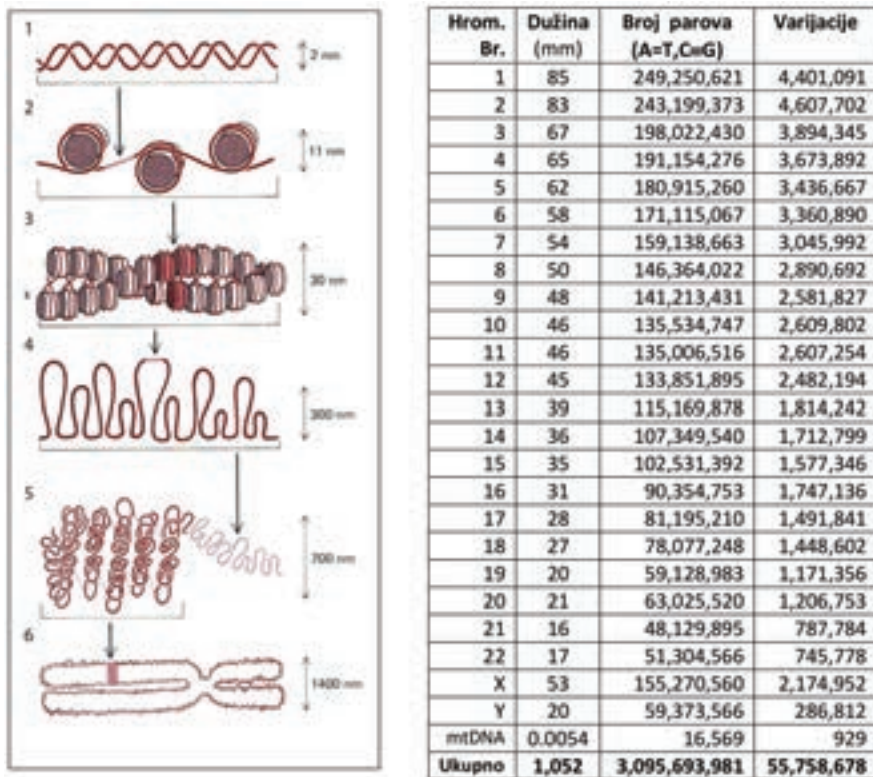 1
2 nm
2
11 nm
3
30 nm
4
300 nm
5
700 nm
6
1400 nm
Hrom. Br. Dužina (mm) Broj parova (A=T,C≡G) Varijacije
1 85 249,250,621 4,401,091
2 83 243,199,373 4,607,702
3 67 198,022,430 3,894,345
4 65 191,154,276 3,673,892
5 62 180,915,260 3,436,667
6 58 171,115,067 3,360,890
7 54 159,138,663 3,045,992
8 50 146,364,022 2,890,692
9 48 141,213,431 2,581,827
10 46 135,534,747 2,609,802
11 46 135,006,516 2,607,254
12 45 133,851,895 2,482,194
13 39 115,169,878 1,814,242
14 36 107,349,540 1,712,799
15 35 102,531,392 1,577,346
16 31 90,354,753 1,747,136
17 28 81,195,210 1,491,841
18 27 78,077,248 1,448,602
19 20 59,128,983 1,171,356
20 21 63,025,520 1,206,753
21 16 48,129,895 787,784
22 17 51,304,566 745,778
X 53 155,270,560 2,174,952
Y 20 59,373,566 286,812
mtDNA 0.0054 16,569 929
Ukupno 1,052 3,095,693,981 55,758,678